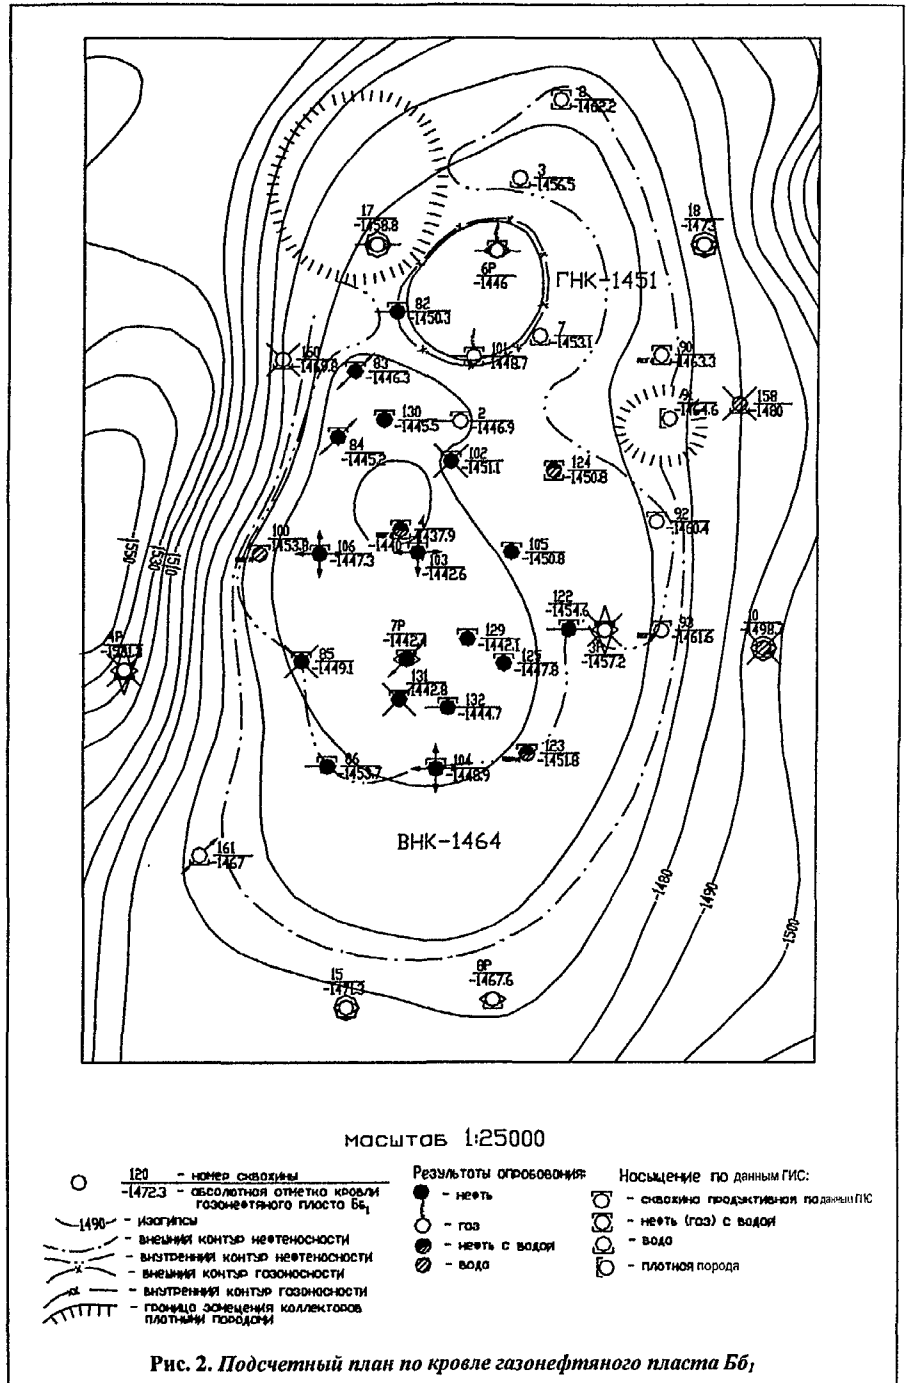 8
-1462.2
3
-1456.5
17
-1458.8
18
-1473
6Р
-1446
ГНК-1451
82
-1450.3
7
-1453.1
101
-1448.7
90
-1463.3
160
-1469.8
83
-1446.3
-1464.6
158
-1480
130
-1445.5
2
-1446.9
84
-1445.2
102
-1451.1
124
-1450.8
92
-1460.4
4
-1437.9
100
-1453.8
106
-1447.3
103
-1442.6
105
-1450.8
-1550
-1530
-1510
122
-1454.6
10
4Р
7Р
-1442.4
129
-1442.1
3Р
-1457.2
93
-1461.6
85
-1449.1
125
-1447.8
131
-1442.8
132
-1444.7
123
-1451.8
86
-1453.7
104
-1448.9
ВНК-1464
161
-1467
-1480
-1490
-1500
15
-1471.3
8Р
-1467.6
масштаб 1:25000
120 - номер скважины
-1472.3 - абсолютная отметка кровли
газонефтяного пласта Бб1
-1490- - изогипсы
- внешний контур нефтеносности
- внутренний контур нефтеносности
- внешний контур газоносности
- внутренний контур газоносности
- граница замещения коллекторов
плотными породами
Результаты опробования:
- нефть
- газ
- нефть с водой
- вода
Насыщение по данным ГИС:
- скважина продуктивная по данным ГИС
- нефть (газ) с водой
- вода
- плотная порода
Рис. 2. Подсчетный план по кровле газонефтяного пласта Бб1